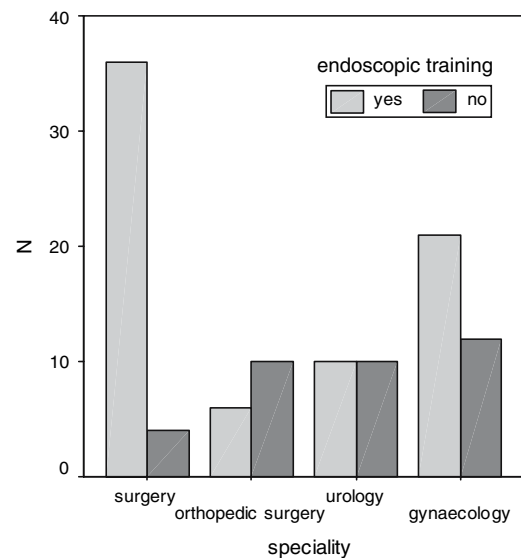 40
endoscopic training
yes no
30
N
20
10
0
surgery urology
orthopedic surgery gynaecology
speciality